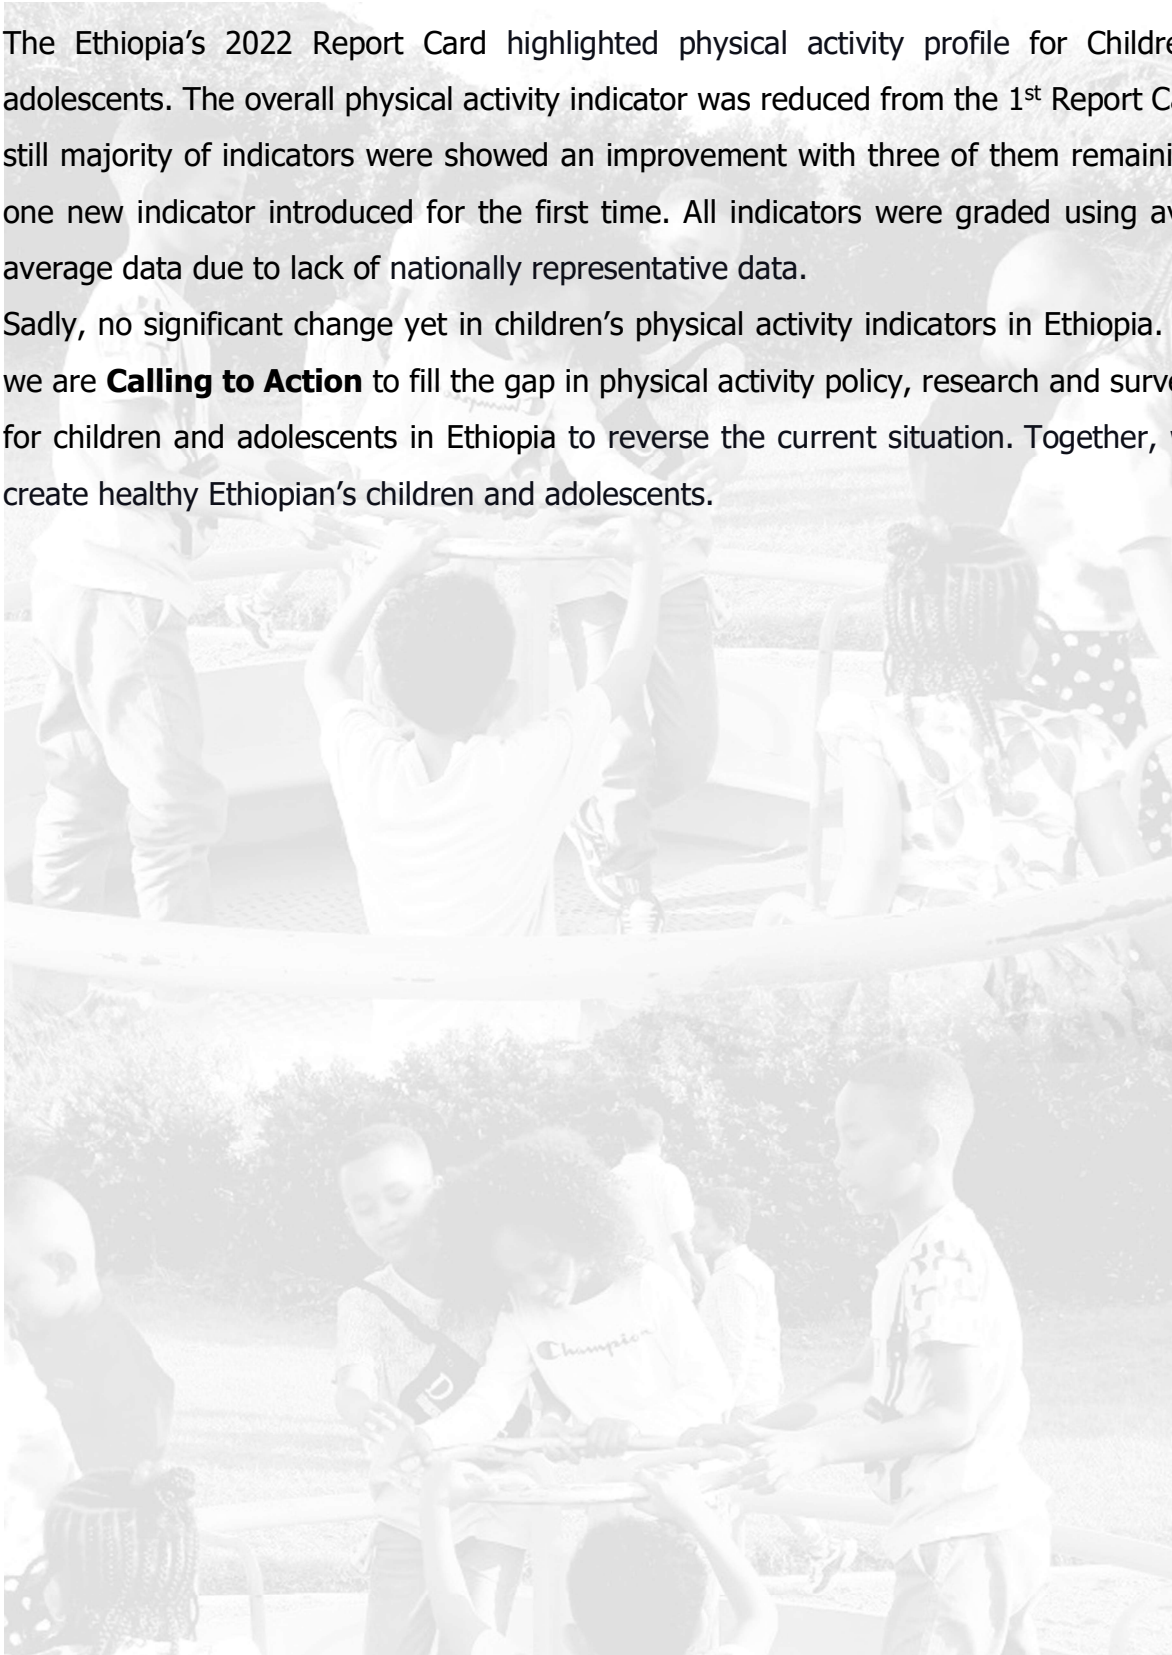 The Ethiopia’s 2022 Report Card highlighted physical activity profile for
adolescents. The overall physical activity indicator was reduced from the 1st Report
still majority of indicators were showed an improvement with three of them
one new indicator introduced for the first time. All indicators were graded using
average data due to lack of nationally representative data.
Sadly, no significant change yet in children’s physical activity indicators in Ethiopia.
we are Calling to Action to fill the gap in physical activity policy, research and
for children and adolescents in Ethiopia to reverse the current situation. Together,
create healthy Ethiopian’s children and adolescents.
Champion
Champion
D